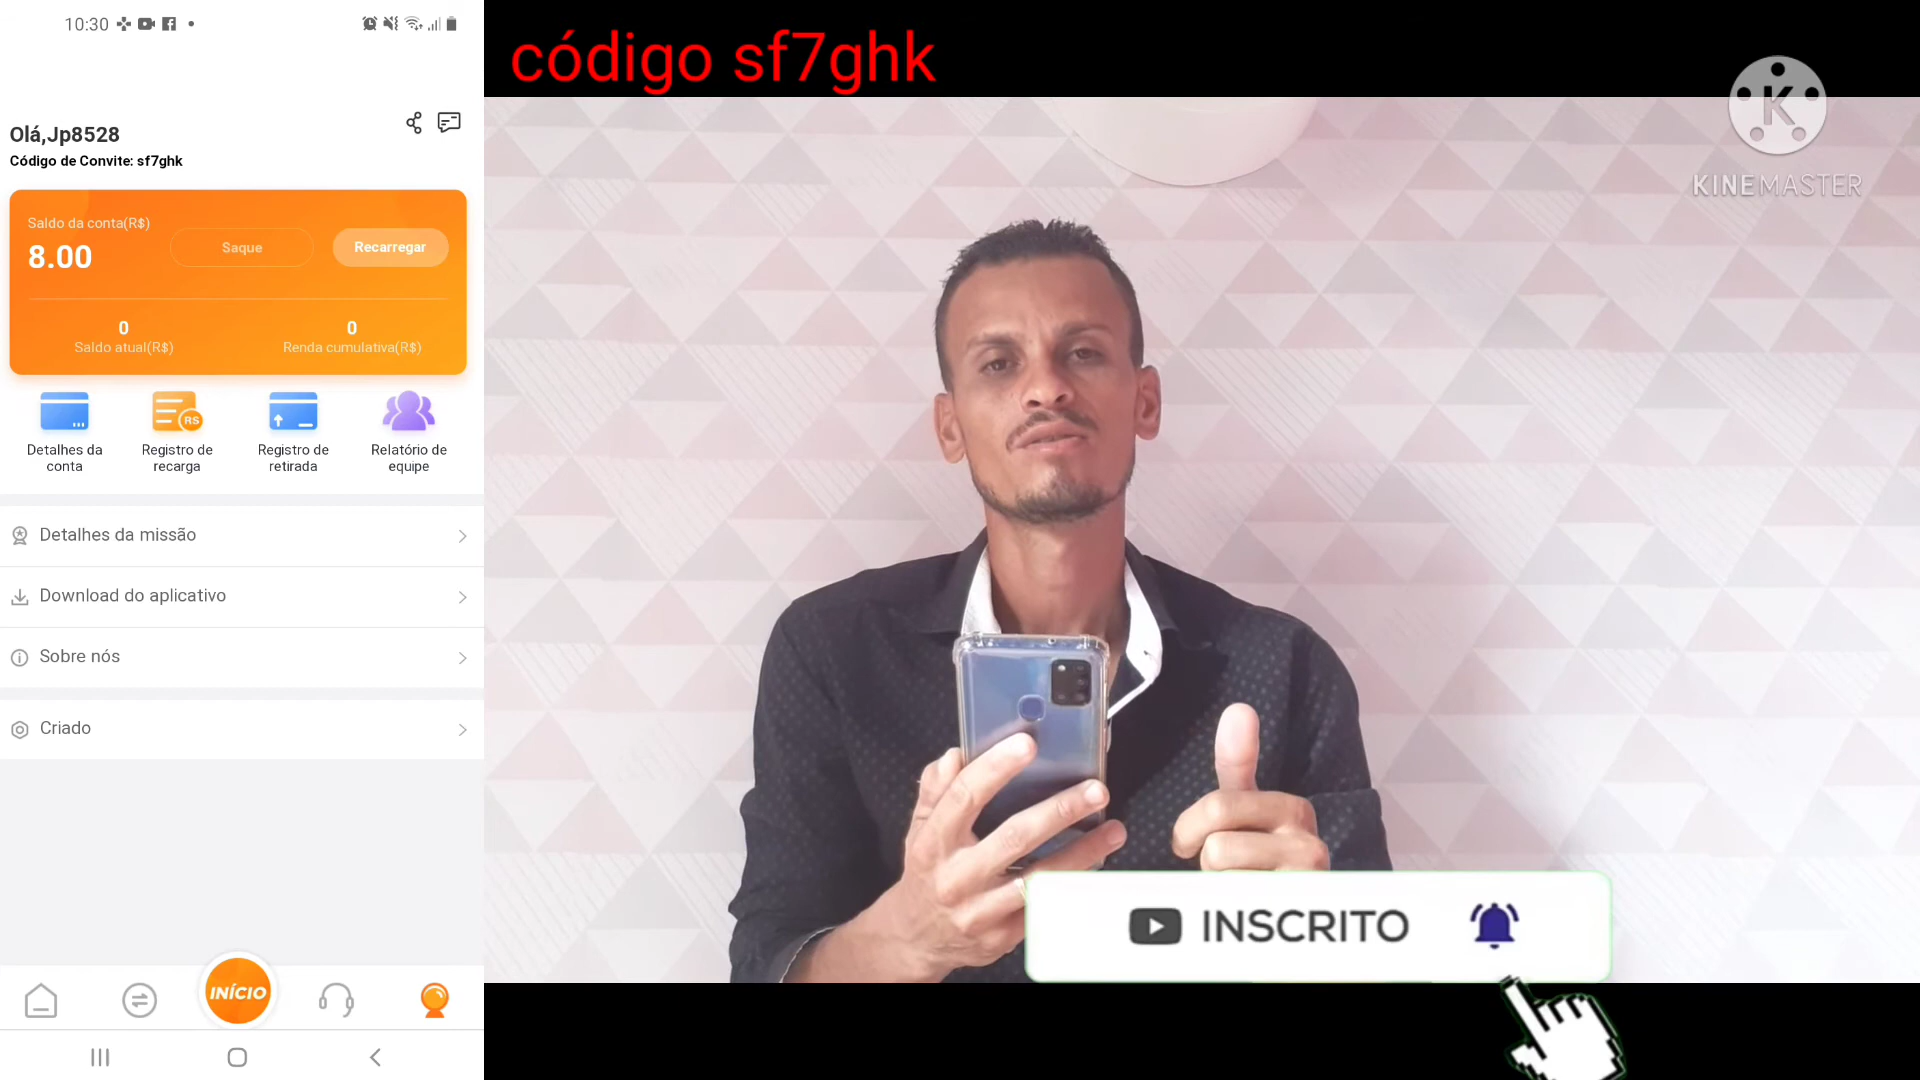 10:30
Olá,Jp8528
Código de Convite: sf7ghk
Saldo da conta(R$)
8.00
Saque
Recarregar
0
Saldo atual(R$)
0
Renda cumulativa(R$)
RS
Detalhes da
conta
Registro de
recarga
Registro de
retirada
Relatório de
equipe
Detalhes da missão
Download do aplicativo
Sobre nós
Criado
INÍCIO
código sf7ghk
K
KINEMASTER
INSCRITO